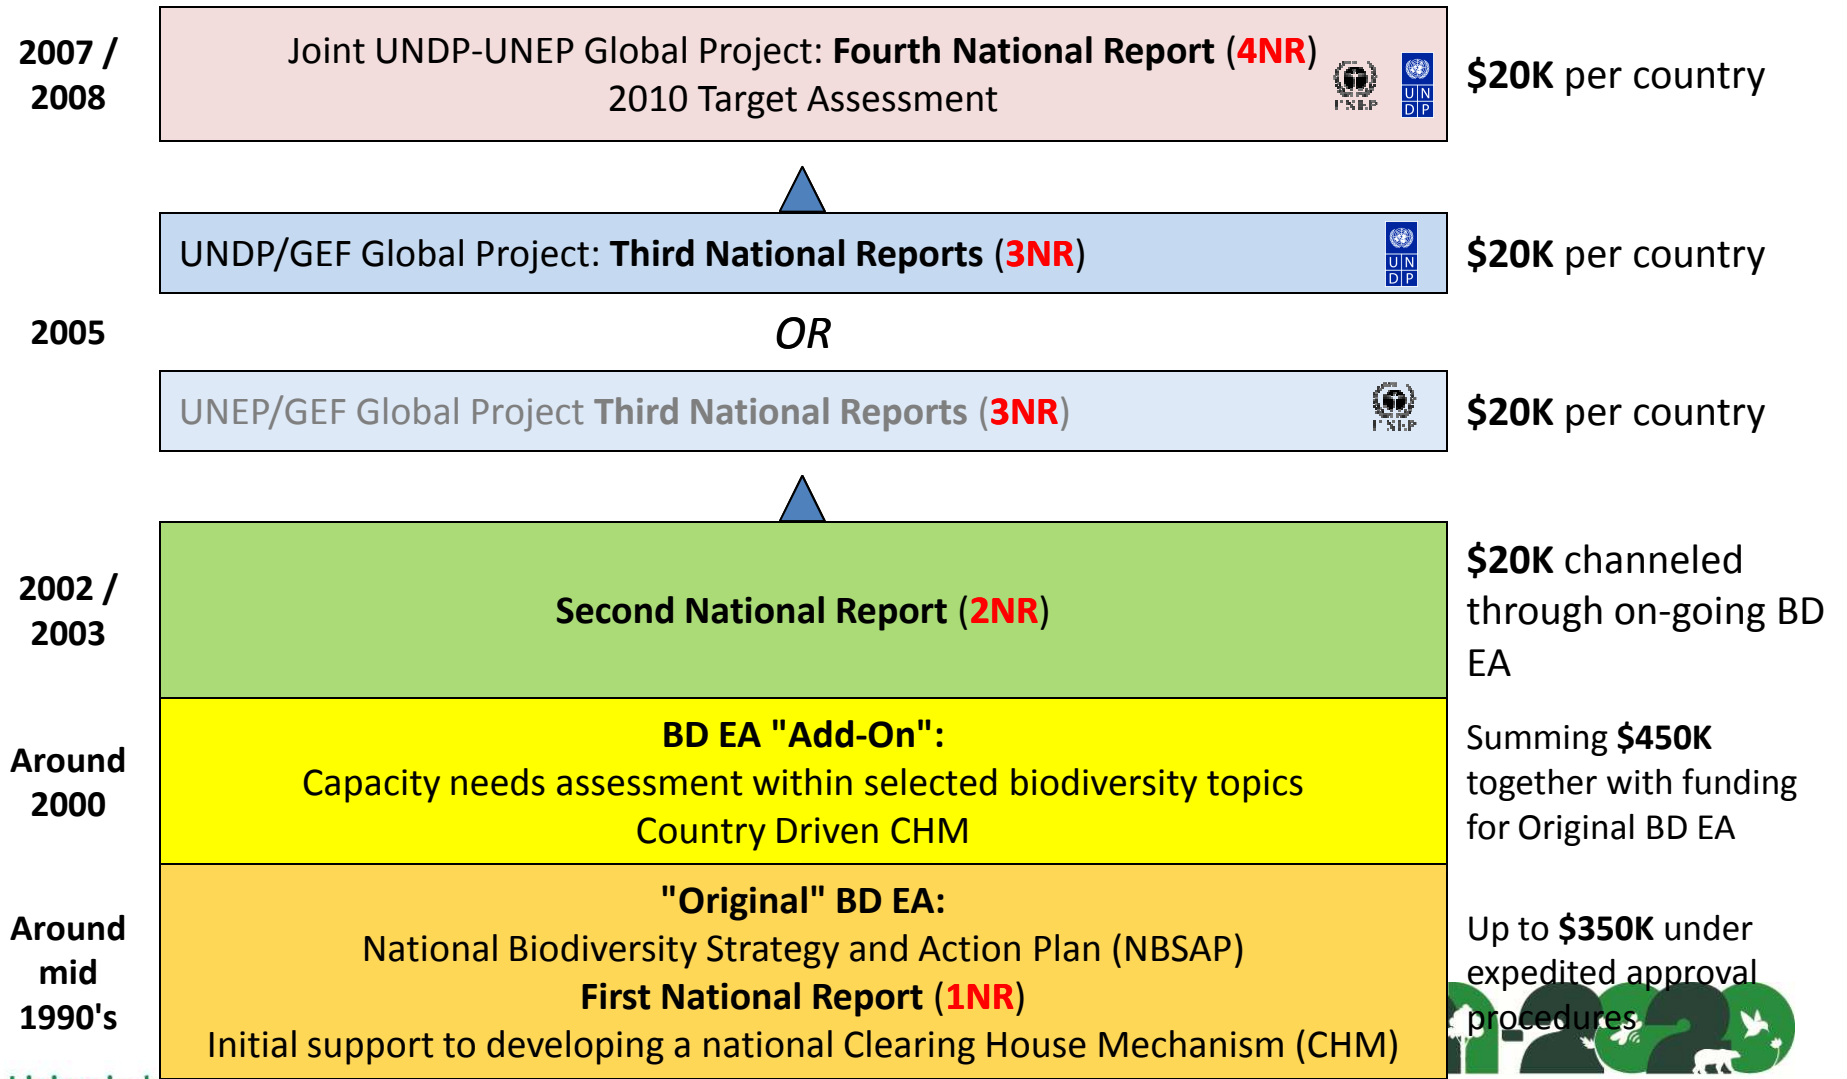 2007 /
2008
Joint UNDP-UNEP Global Project: Fourth National Report (4NR)
2010 Target Assessment
UNEP
U N
D P
$20K per country
UNDP/GEF Global Project: Third National Reports (3NR)
U N
D P
$20K per country
2005
OR
UNEP/GEF Global Project Third National Reports (3NR)
UNEP
$20K per country
2002 /
2003
Second National Report (2NR)
$20K channeled
through on-going BD
EA
Around
2000
BD EA "Add-On":
Capacity needs assessment within selected biodiversity topics
Country Driven CHM
Summing $450K
together with funding
for Original BD EA
Around
mid
1990's
"Original" BD EA:
National Biodiversity Strategy and Action Plan (NBSAP)
First National Report (1NR)
Initial support to developing a national Clearing House Mechanism (CHM)
Up to $350K under
expedited approval
procedures